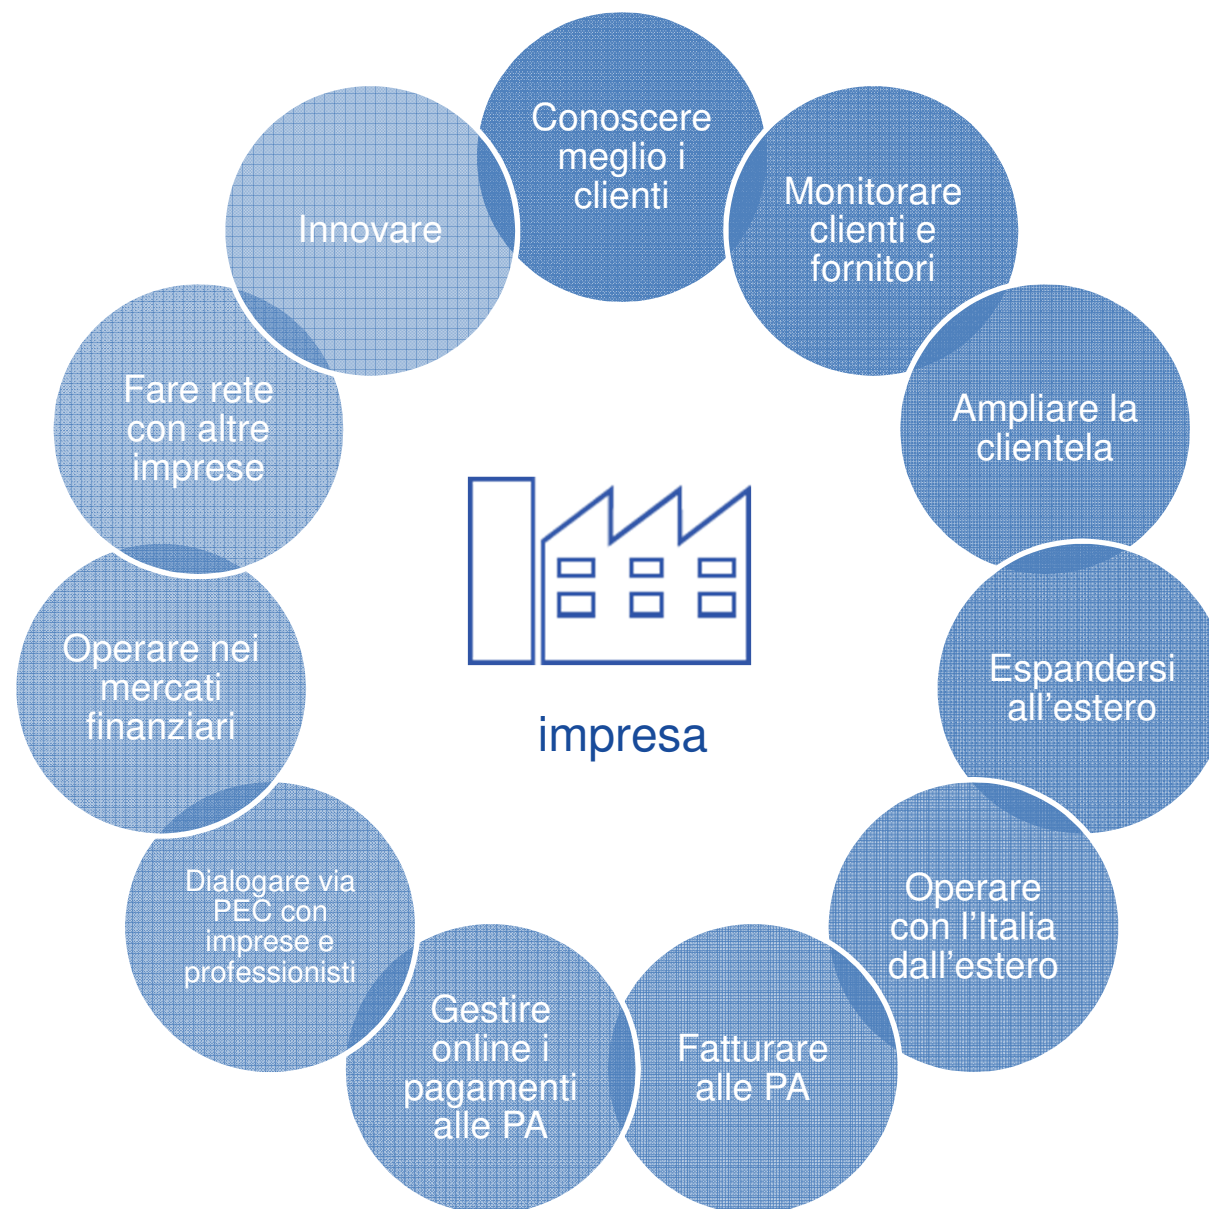 Conoscere
meglio i
clienti
Monitorare
clienti e
fornitori
Ampliare la
clientela
Espandersi
all'estero
Operare
con l'Italia
dall'estero
Fatturare
alle PA
Gestire
online i
pagamenti
alle PA
Dialogare via
PEC con
imprese e
professionisti
Operare nei
mercati
finanziari
Fare rete
con altre
imprese
Innovare
impresa